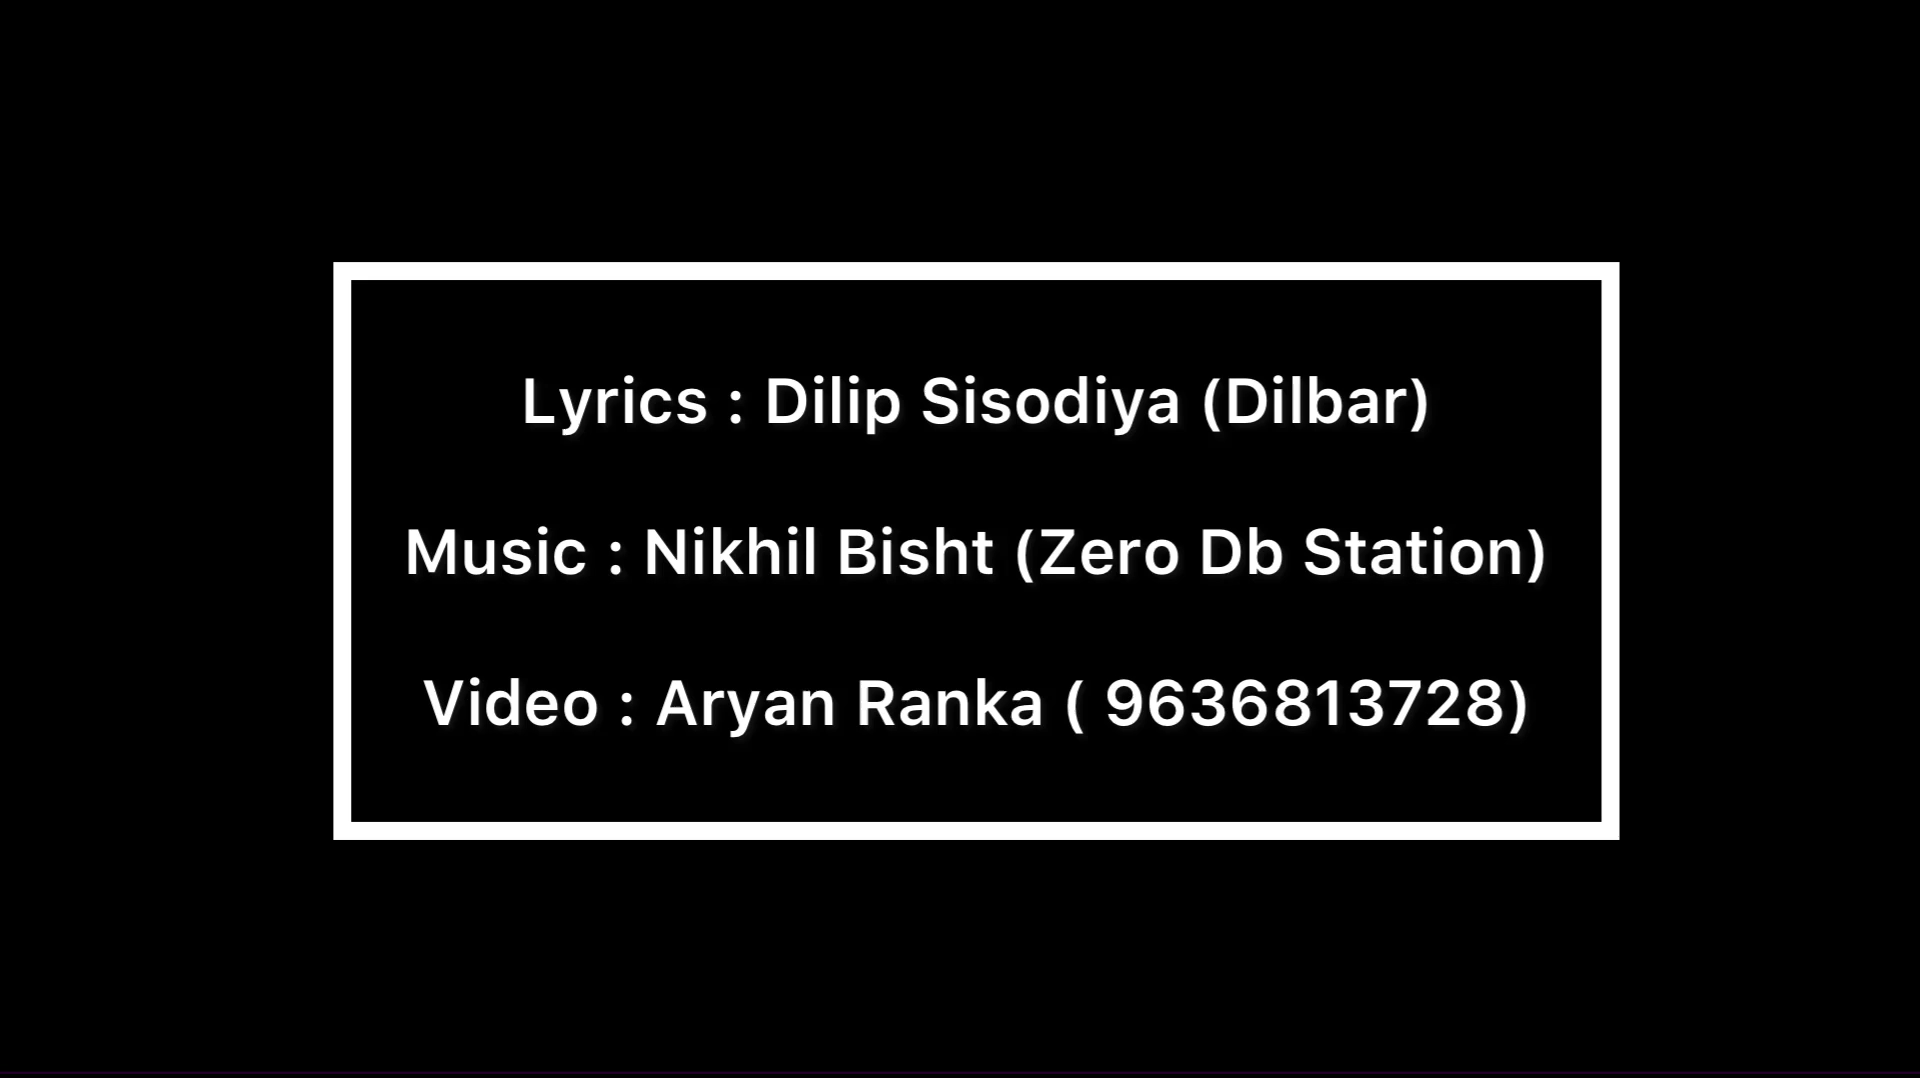 Lyrics : Dilip Sisodiya (Dilbar)
Music : Nikhil Bisht (Zero Db Station)
Video : Aryan Ranka ( 9636813728)